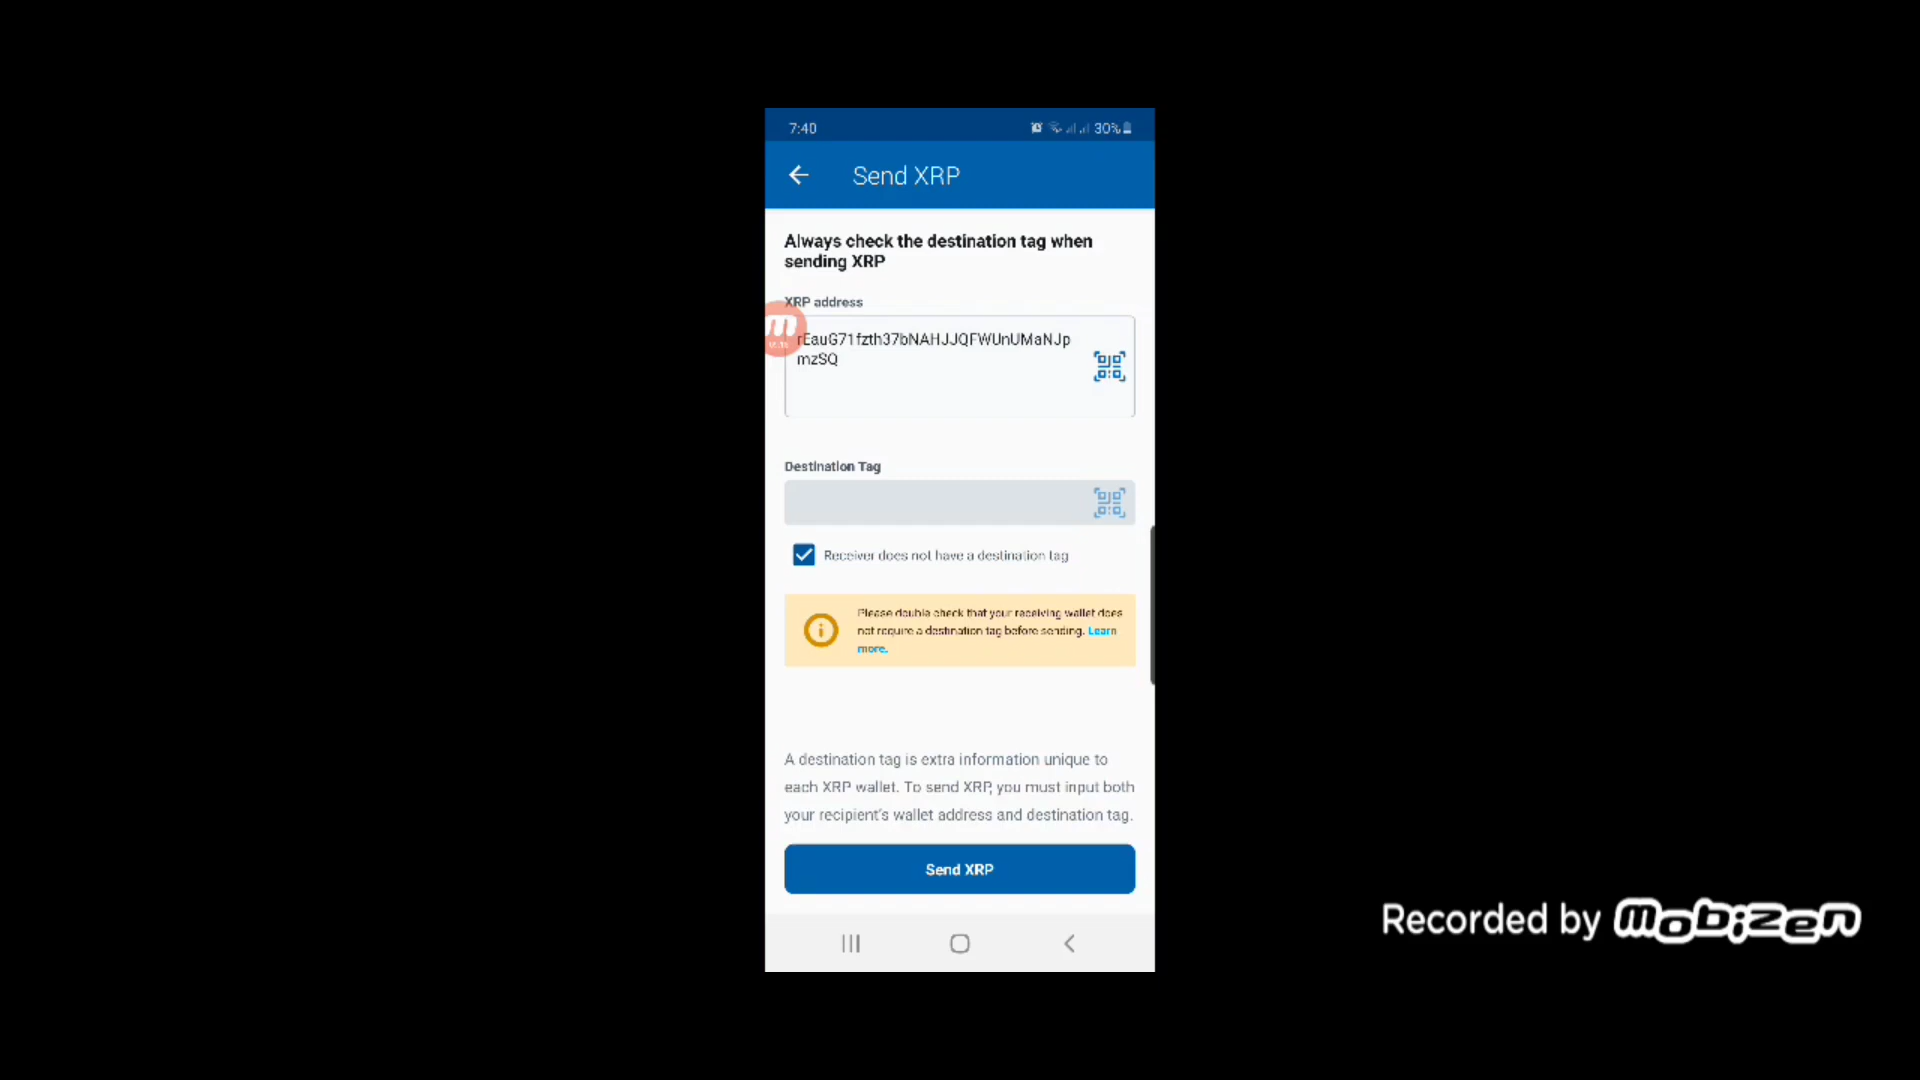 7:40
30%
Send XRP
Always check the destination tag when
sending XRP
XRP address
rEauG71fzth37bNAHJJQFWUnUMaNJp
mzSQ
Destination Tag
Receiver does not have a destination tag
Please double check that your receiving wallet does
not require a destination tag before sending. Learn
more.
A destination tag is extra information unique to
each XRP wallet. To send XRP, you must input both
your recipient's wallet address and destination tag.
Send XRP
Recorded by mobizen